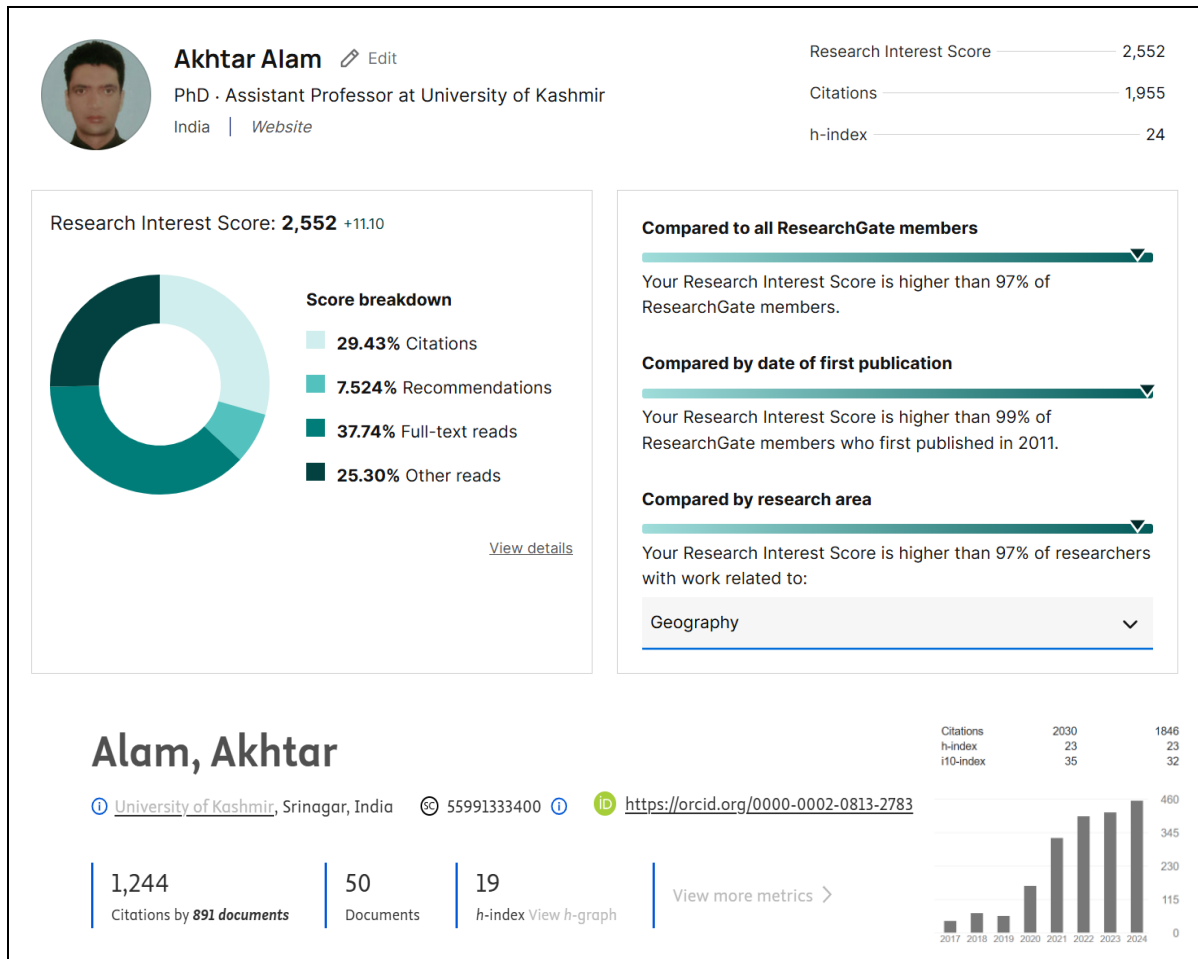 Akhtar Alam Edit
PhD · Assistant Professor at University of Kashmir
India | Website
Research Interest Score 2,552
Citations 1,955
h-index 24
Research Interest Score: 2,552 +11.10
Score breakdown
29.43% Citations
7.524% Recommendations
37.74% Full-text reads
25.30% Other reads
View details
Compared to all ResearchGate members
Your Research Interest Score is higher than 97% of
ResearchGate members.
Compared by date of first publication
Your Research Interest Score is higher than 99% of
ResearchGate members who first published in 2011.
Compared by research area
Your Research Interest Score is higher than 97% of researchers
with work related to:
Geography
Alam, Akhtar
University of Kashmir, Srinagar, India SC 55991333400 iD https://orcid.org/0000-0002-0813-2783
1,244
Citations by 891 documents
50
Documents
19
h-index View h-graph
View more metrics
Citations 2030 1846
h-index 23 23
i10-index 35 32
460
345
230
115
0
2017 2018 2019 2020 2021 2022 2023 2024